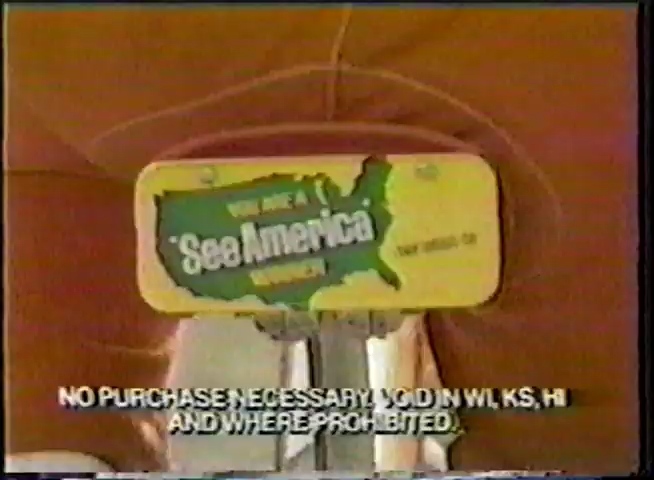 YOU ARE A
"See America"
WINNER!
NO PURCHASE NECESSARY. VOID IN WI, KS, HI
AND WHERE PROHIBITED.